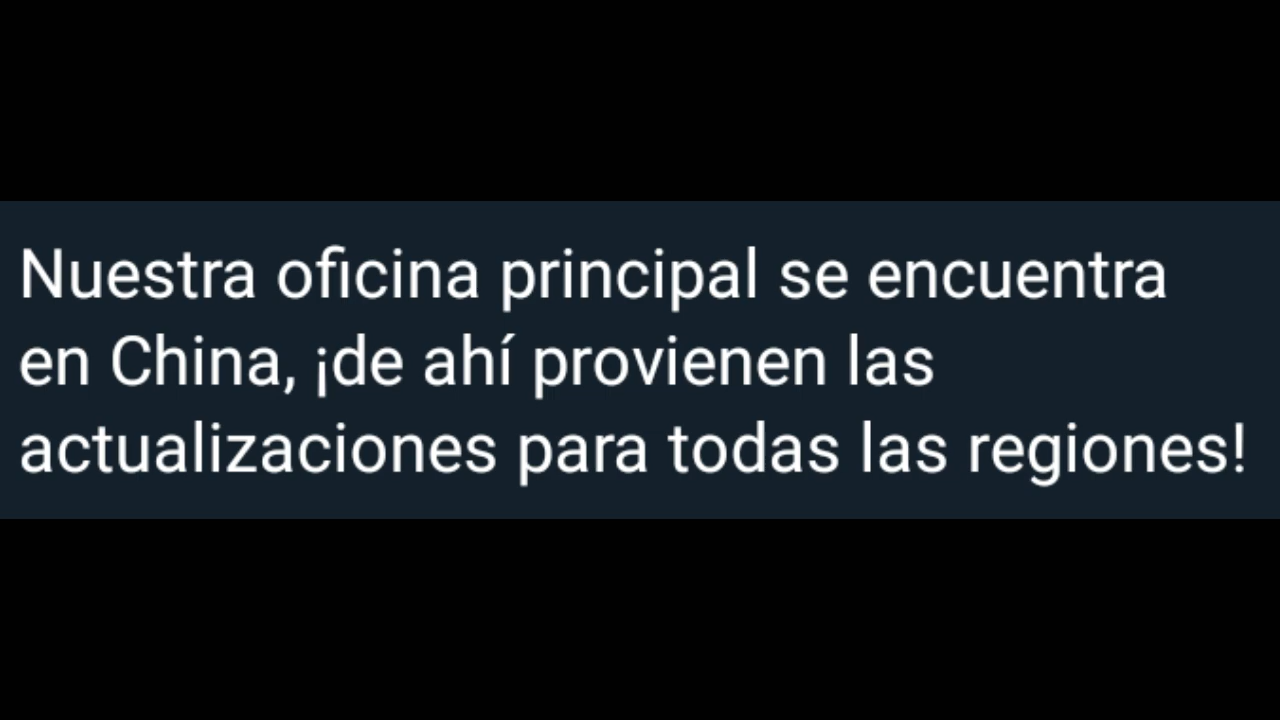 Nuestra oficina principal se encuentra
en China, ¡de ahí provienen las
actualizaciones para todas las regiones!